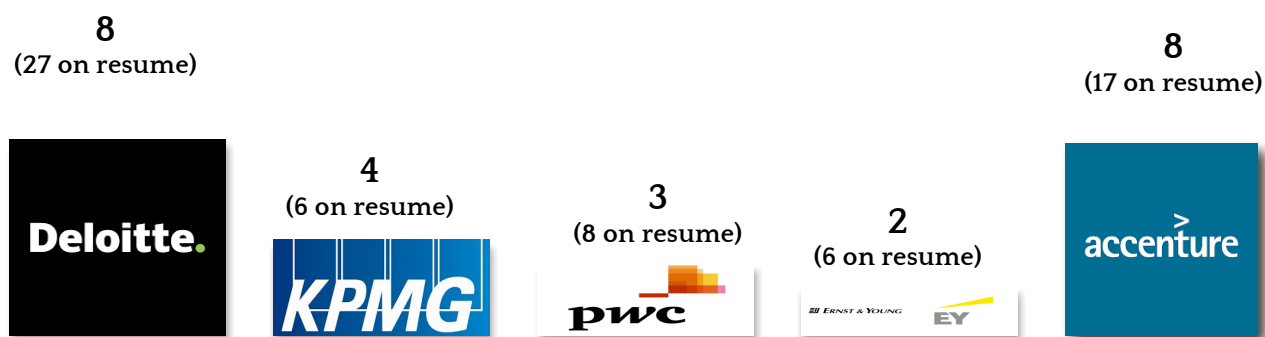 8
(27 on resume)
Deloitte.
4
(6 on resume)
KPMG
3
(8 on resume)
pwc
2
(6 on resume)
ERNST & YOUNG
EY
8
(17 on resume)
>
accenture